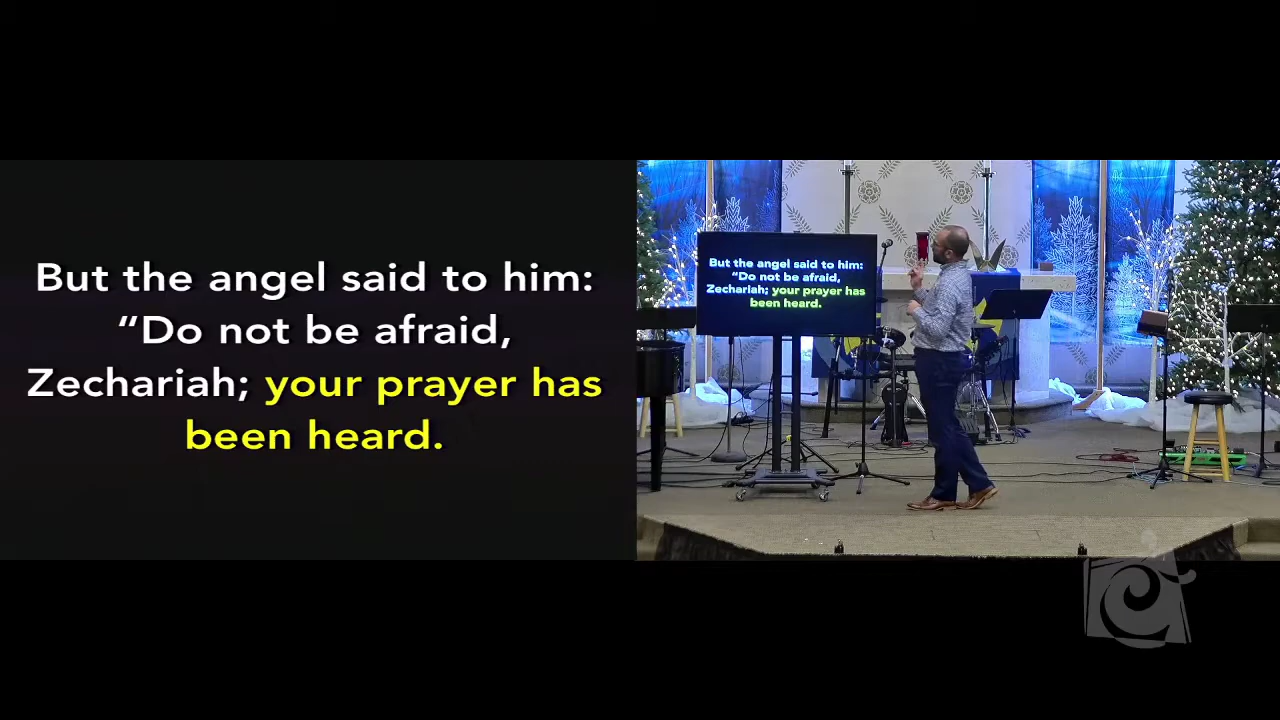 But the angel said to him:
“Do not be afraid,
Zechariah; your prayer has
been heard.
But the angel said to him:
“Do not be afraid,
Zechariah; your prayer has
been heard.